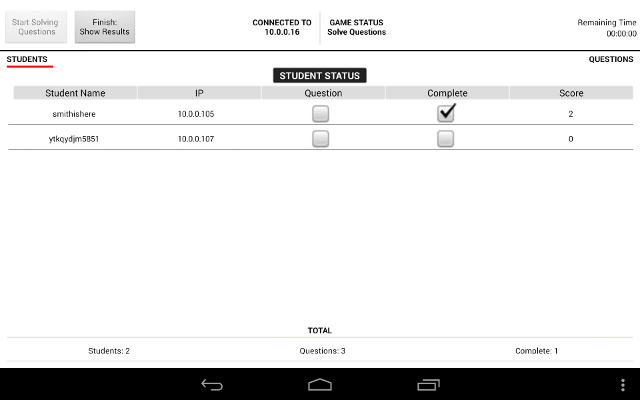 Start Solving
Questions
Finish:
Show Results
CONNECTED TO
10.0.0.16
GAME STATUS
Solve Questions
Remaining Time
00:00:00
STUDENTS
QUESTIONS
STUDENT STATUS
Student Name IP Question Complete Score
smithishere 10.0.0.105 2
ytkqydjm5851 10.0.0.107 0
TOTAL
Students: 2 Questions: 3 Complete: 1